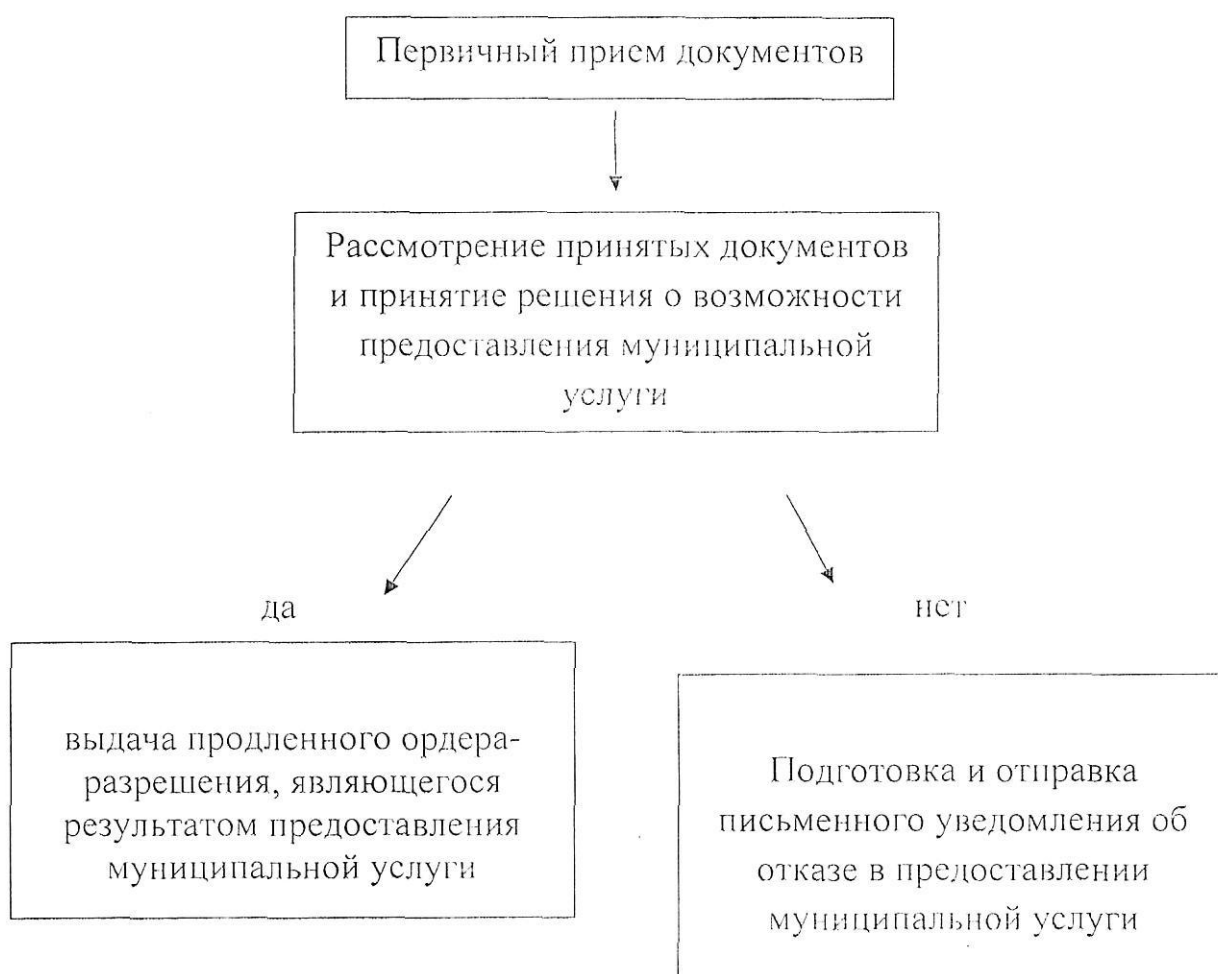 Первичный прием документов
Рассмотрение принятых документов
и принятие решения о возможности
предоставления муниципальной
услуги
да
нет
выдача продленного ордера-
разрешения, являющегося
результатом предоставления
муниципальной услуги
Подготовка и отправка
письменного уведомления об
отказе в предоставлении
муниципальной услуги